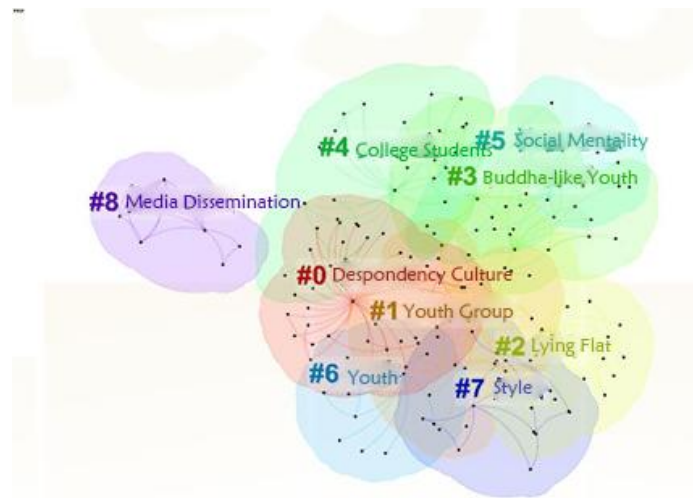 #4 College Students
#5 Social Mentality
#3 Buddha-like Youth
#8 Media Dissemination
#0 Despondency Culture
#1 Youth Group
#2 Lying Flat
#6 Youth
#7 Style